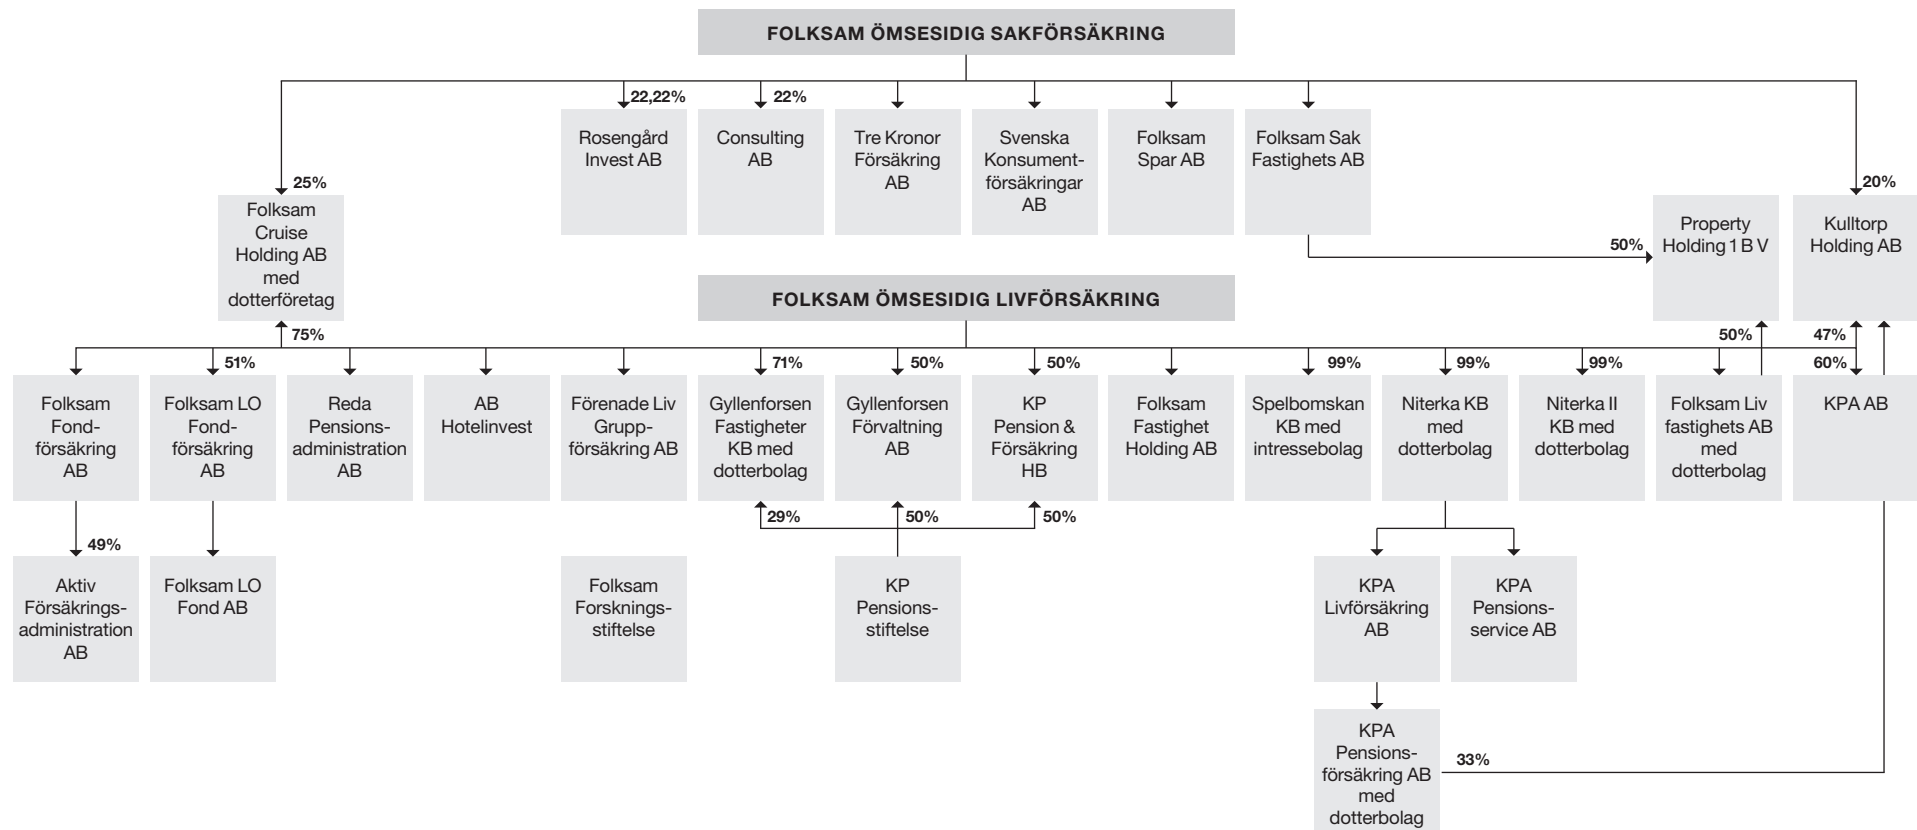 FOLKSAM ÖMSESIDIG SAKFÖRSÄKRING
22,22%
22%
Rosengård
Invest AB
Consulting
AB
Tre Kronor
Försäkring
AB
Svenska
Konsument-
försäkringar
AB
Folksam
Spar AB
Folksam Sak
Fastighets AB
25%
20%
Folksam
Cruise
Holding AB
med
dotterföretag
50%
Property
Holding 1 B V
Kulltorp
Holding AB
FOLKSAM ÖMSESIDIG LIVFÖRSÄKRING
75%
50%
47%
51%
71%
50%
50%
99%
99%
99%
60%
Folksam
Fond-
försäkring
AB
Folksam LO
Fond-
försäkring
AB
Reda
Pensions-
administration
AB
AB
Hotelinvest
Förenade Liv
Grupp-
försäkring AB
Gyllenforsen
Fastigheter
KB med
dotterbolag
Gyllenforsen
Förvaltning
AB
KP
Pension &
Försäkring
HB
Folksam
Fastighet
Holding AB
Spelbomskan
KB med
intressebolag
Niterka KB
med
dotterbolag
Niterka II
KB med
dotterbolag
Folksam Liv
fastighets AB
med
dotterbolag
KPA AB
29%
50%
50%
49%
Aktiv
Försäkrings-
administration
AB
Folksam LO
Fond AB
Folksam
Forsknings-
stiftelse
KP
Pensions-
stiftelse
KPA
Livförsäkring
AB
KPA
Pensions-
service AB
KPA
Pensions-
försäkring AB
med
dotterbolag
33%